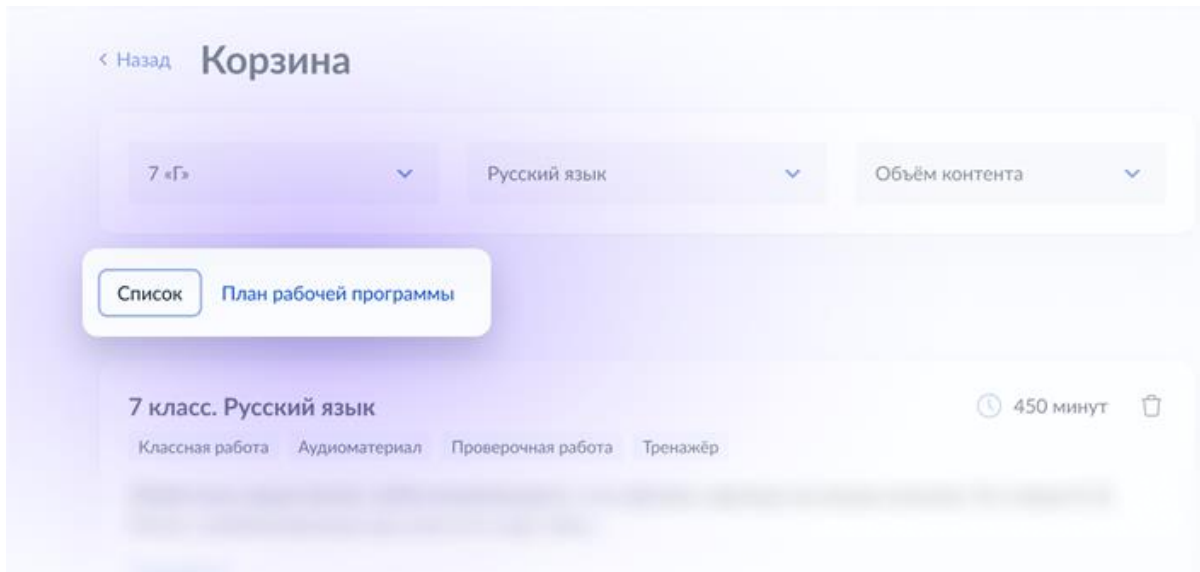 Назад Корзина
7 «Г» Русский язык Объём контента
Список План рабочей программы
7 класс. Русский язык 450 минут
Классная работа Аудиоматериал Проверочная работа Тренажёр